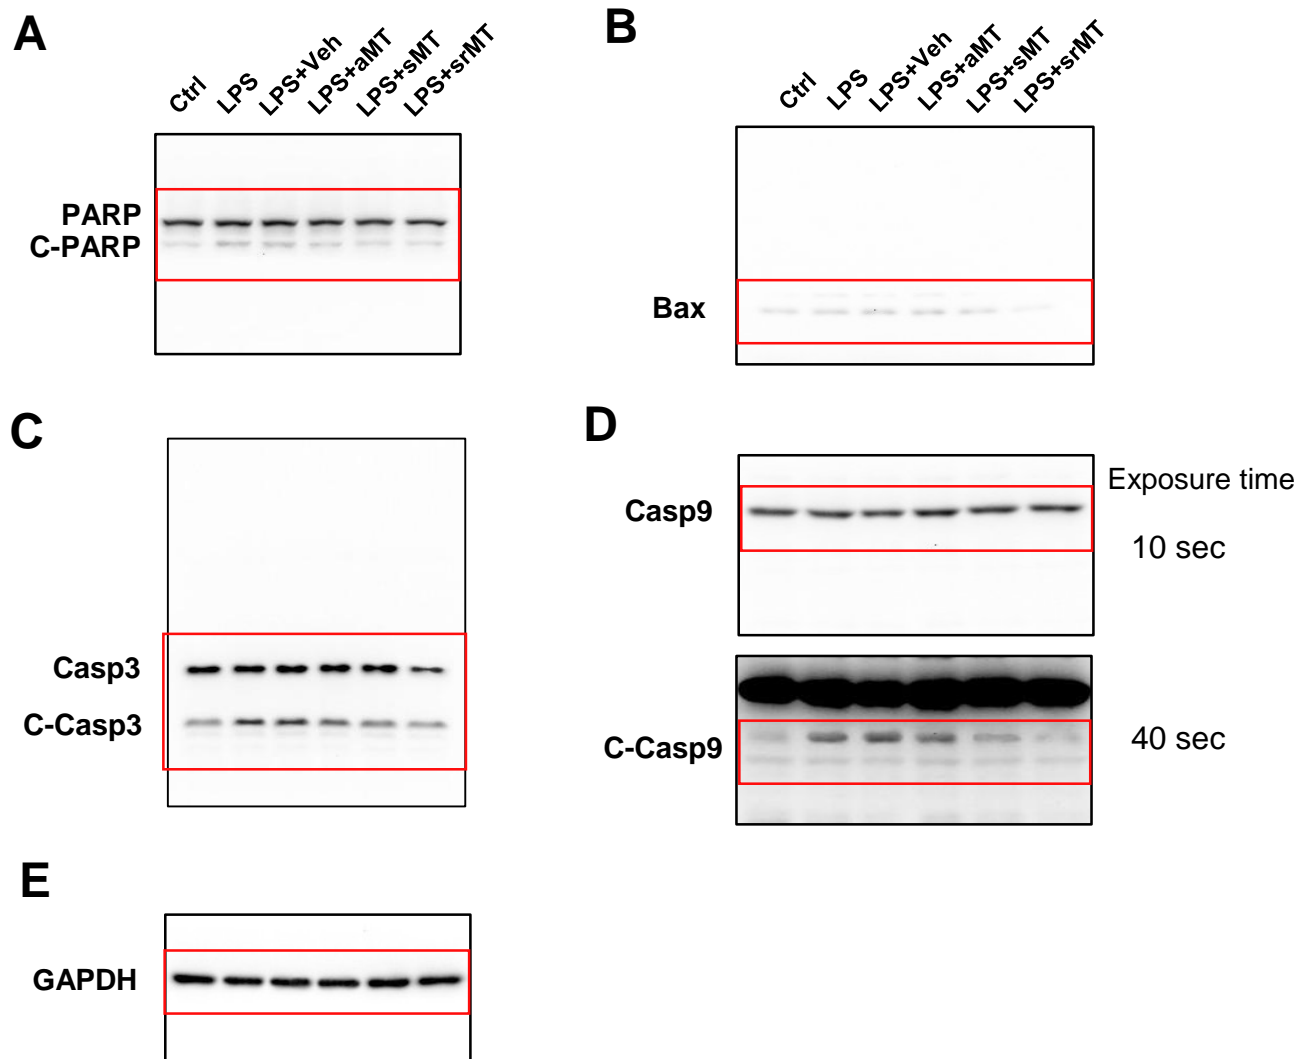 A
Ctrl
LPS
LPS+Veh
LPS+aMT
LPS+sMT
LPS+srMT
PARP
C-PARP
B
Ctrl
LPS
LPS+Veh
LPS+aMT
LPS+sMT
LPS+srMT
Bax
C
Casp3
C-Casp3
D
Casp9
Exposure time
10 sec
C-Casp9
40 sec
E
GAPDH